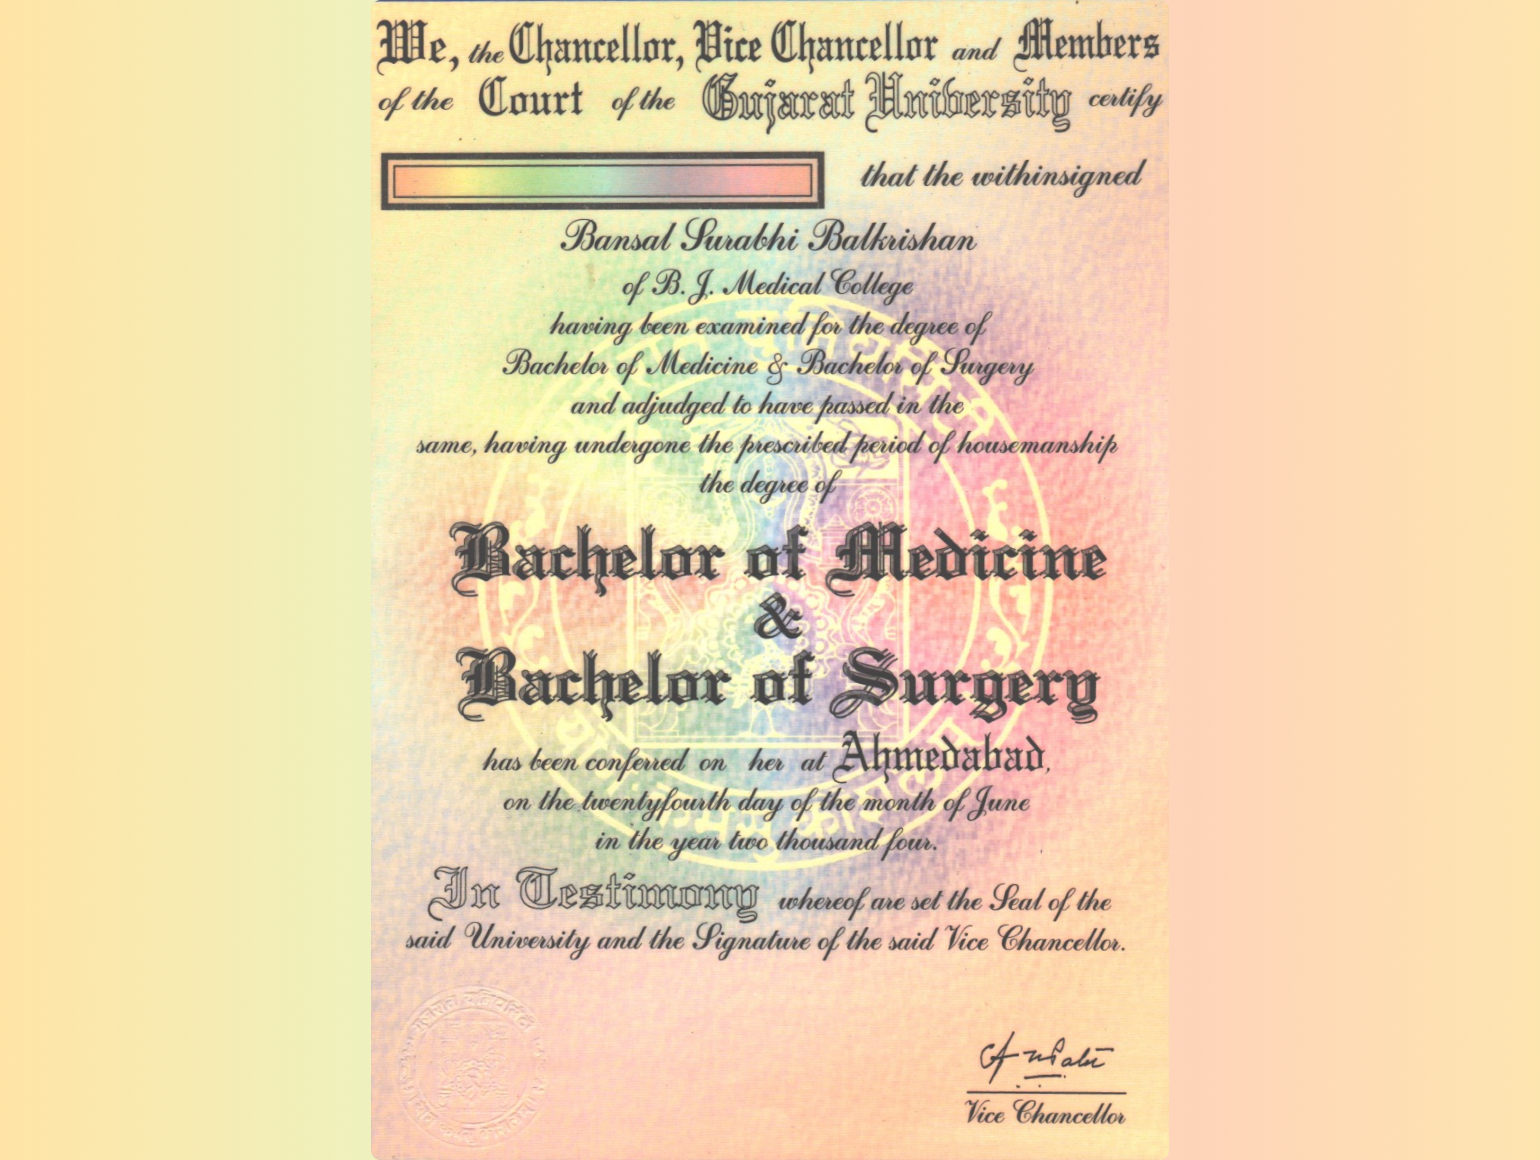 We, the Chancellor, Vice Chancellor and Members
of the Court of the Gujarat University certify
that the withinsigned
Bansal Surabhi Balkrishan
of B. J. Medical College
having been examined for the degree of
Bachelor of Medicine & Bachelor of Surgery
and adjudged to have passed in the
same, having undergone the prescribed period of housemanship
the degree of
Bachelor of Medicine
&
Bachelor of Surgery
has been conferred on her at Ahmedabad,
on the twentyfourth day of the month of June
in the year two thousand four.
In Testimony whereof are set the Seal of the
said University and the Signature of the said Vice Chancellor.
Vice Chancellor